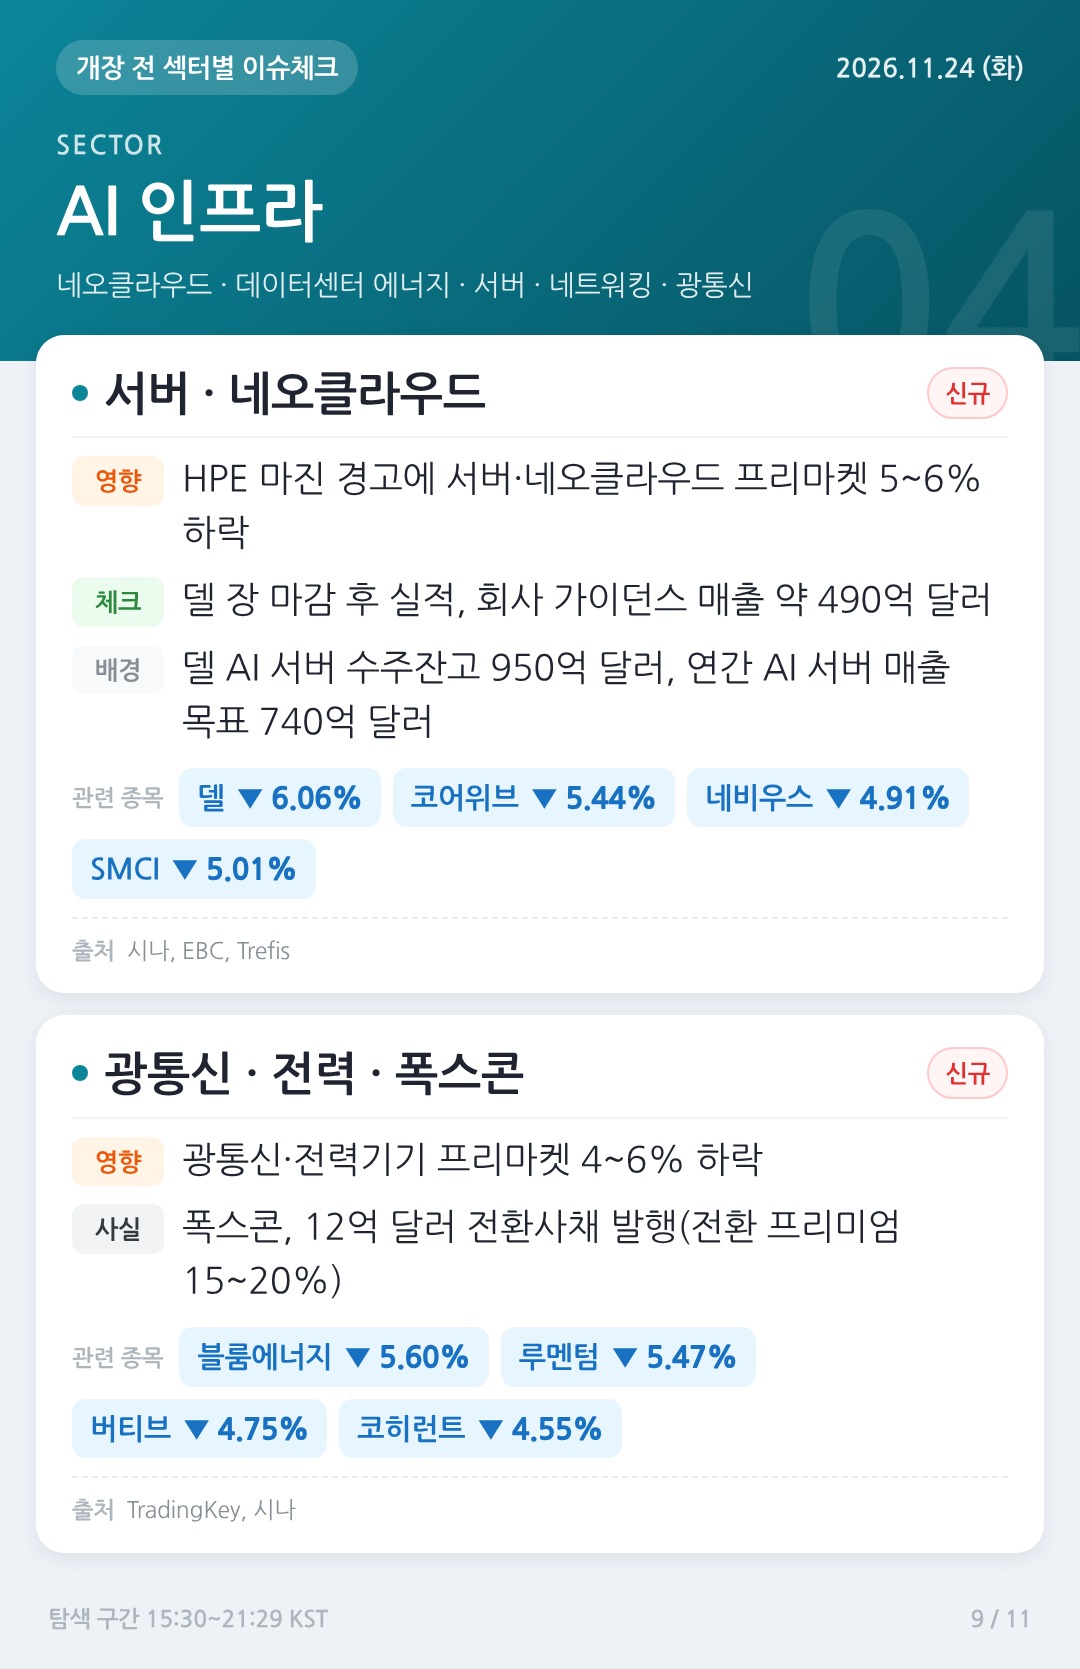 개장 전 섹터별 이슈체크
2026.11.24 (화)
SECTOR
AI 인프라
네오클라우드 · 데이터센터 에너지 · 서버 · 네트워킹 · 광통신
04
서버 · 네오클라우드
신규
영향 HPE 마진 경고에 서버·네오클라우드 프리마켓 5~6%
하락
체크 델 장 마감 후 실적, 회사 가이던스 매출 약 490억 달러
배경 델 AI 서버 수주잔고 950억 달러, 연간 AI 서버 매출
목표 740억 달러
관련 종목 델 ▼ 6.06% 코어위브 ▼ 5.44% 네비우스 ▼ 4.91%
SMCI ▼ 5.01%
출처 시나, EBC, Trefis
광통신 · 전력 · 폭스콘
신규
영향 광통신·전력기기 프리마켓 4~6% 하락
사실 폭스콘, 12억 달러 전환사채 발행(전환 프리미엄
15~20%)
관련 종목 블룸에너지 ▼ 5.60% 루멘텀 ▼ 5.47%
버티브 ▼ 4.75% 코히런트 ▼ 4.55%
출처 TradingKey, 시나
탐색 구간 15:30~21:29 KST
9 / 11